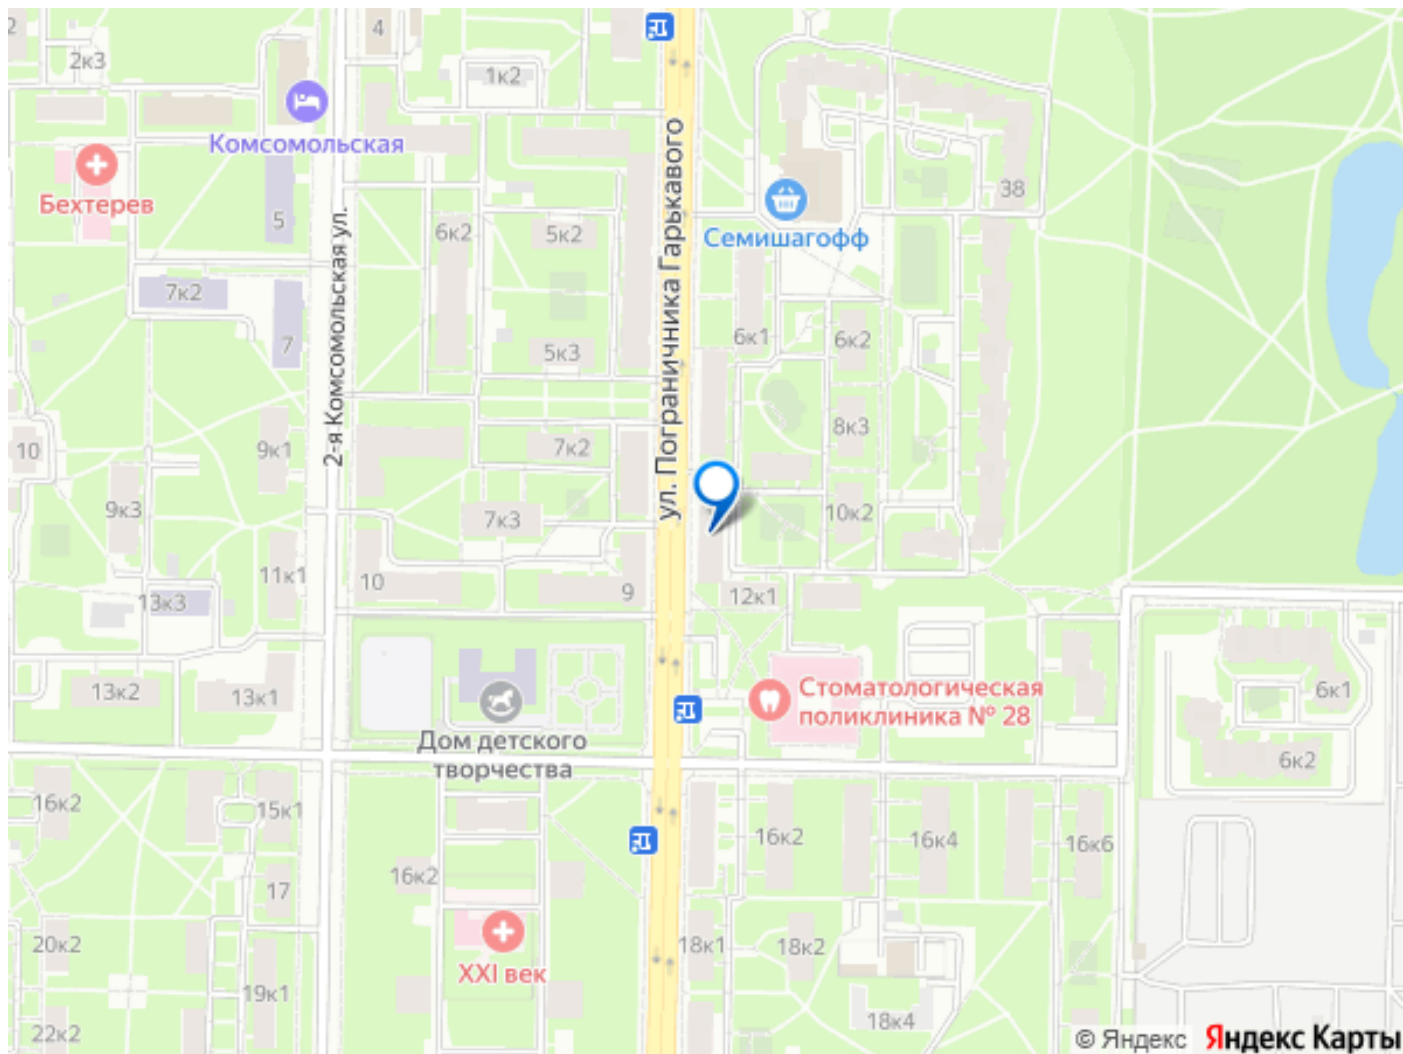 2
4
2к3
1к2
Комсомольская
ул. Пограничника Гарькавого
Бехтерев
38
5
2-я Комсомольская ул.
6к2
5к2
Семишагофф
7к2
7
5к3
6к1
6к2
10
9к1
7к2
8к3
9к3
7к3
10к2
11к1
10
9
12к1
13к3
13к2
13к1
Стоматологическая
поликлиника № 28
6к1
Дом детского
творчества
6к2
16к2
15к1
16к2
16к4
16к6
16к2
17
20к2
XXI век
18к1
18к2
19к1
22к2
18к4
© Яндекс
Яндекс Карты